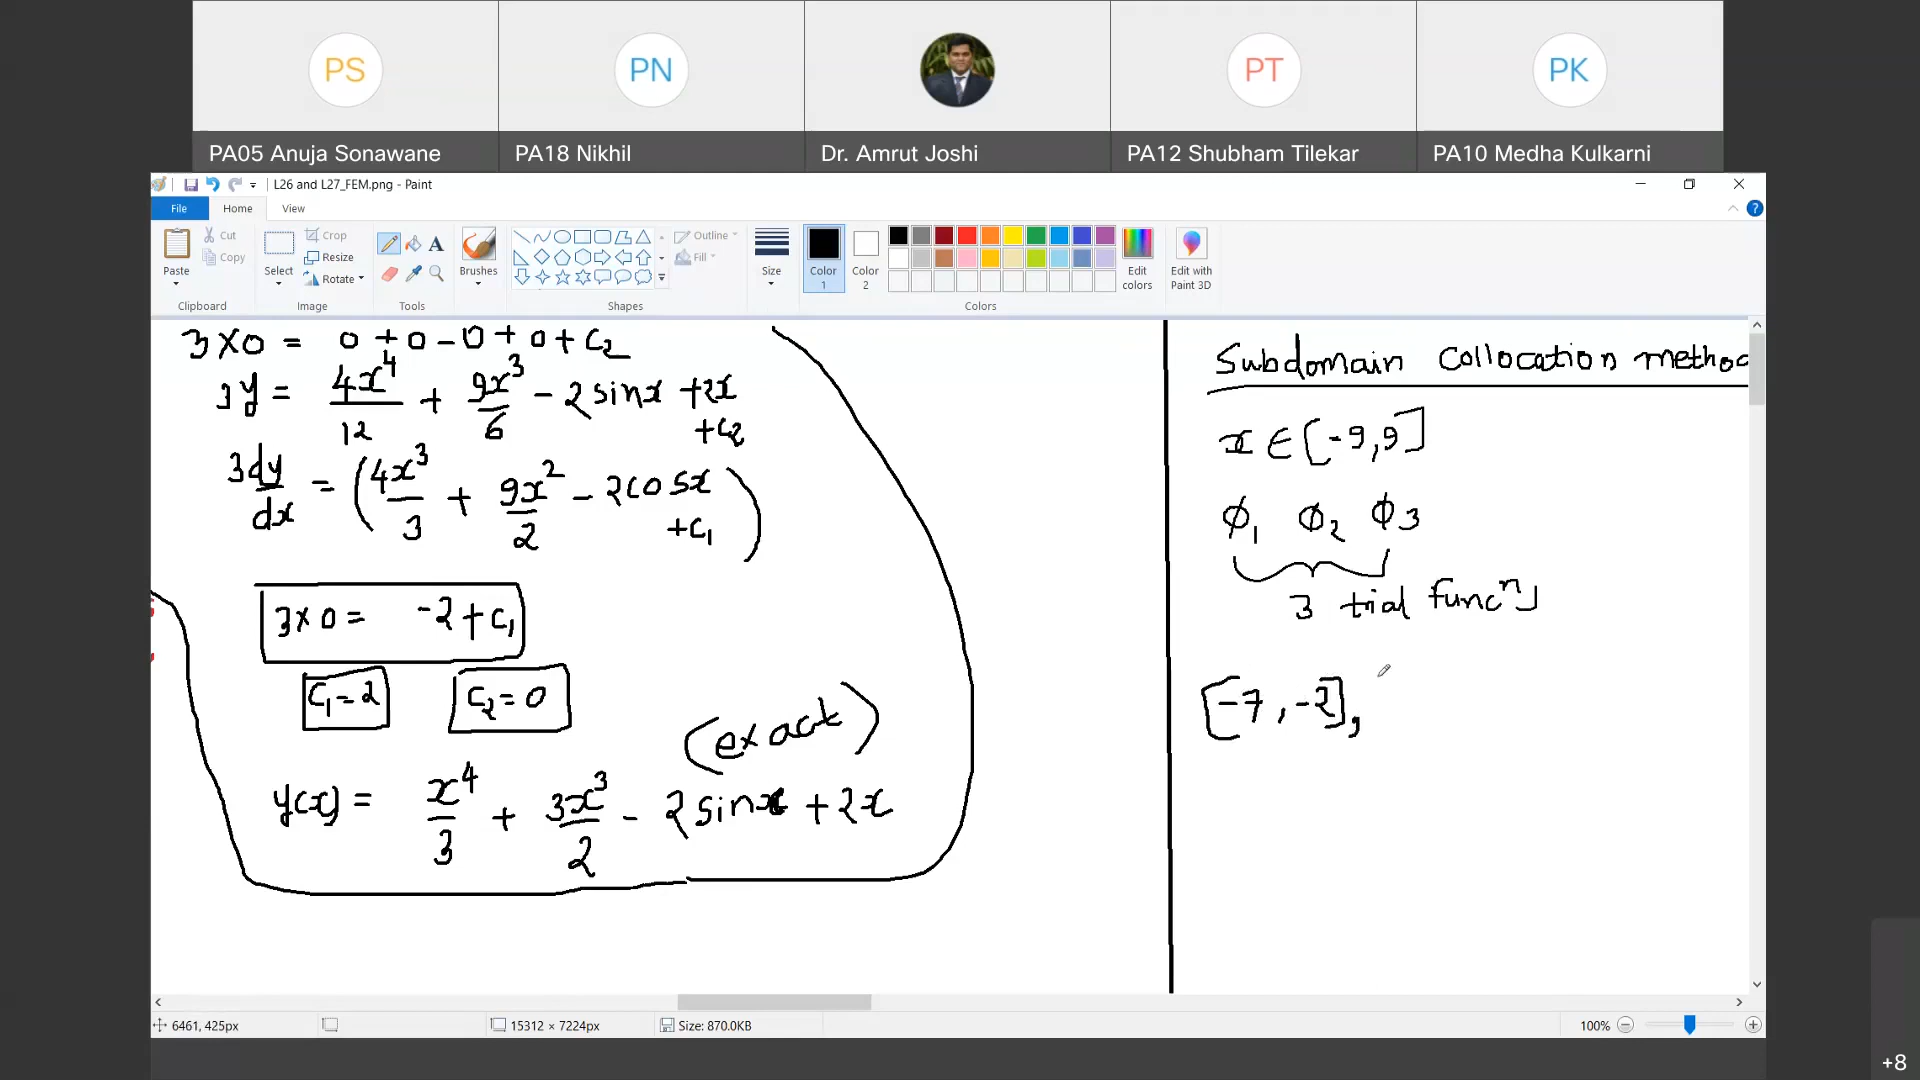 PS
PN
PT
PK
PA05 Anuja Sonawane
PA18 Nikhil
Dr. Amrut Joshi
PA12 Shubham Tilekar
PA10 Medha Kulkarni
L26 and L27_FEM.png - Paint
File
Home
View
Paste
Cut
Copy
Clipboard
Select
Crop
Resize
Rotate
Image
A
Tools
Brushes
Outline
Fill
Shapes
Size
Color 1
Color 2
Edit colors
Edit with Paint 3D
Colors
?
3×0 = 0+0-0+0+C₂
3y = 4x⁴/12 + 9x³/6 - 2sinx +2x +C₂
3dy/dx = (4x³/3 + 9x²/2 - 2cosx +C₁)
3×0 = -2+C₁
C₁=2
C₂=0
(exact)
y(x) = x⁴/3 + 3x³/2 - 2sinx +2x
Subdomain Collocation method
x∈[-9,9]
ϕ₁ ϕ₂ ϕ₃
3 trial funcⁿs
[-7,-2],
6461, 425px
15312 × 7224px
Size: 870.0KB
100%
+8